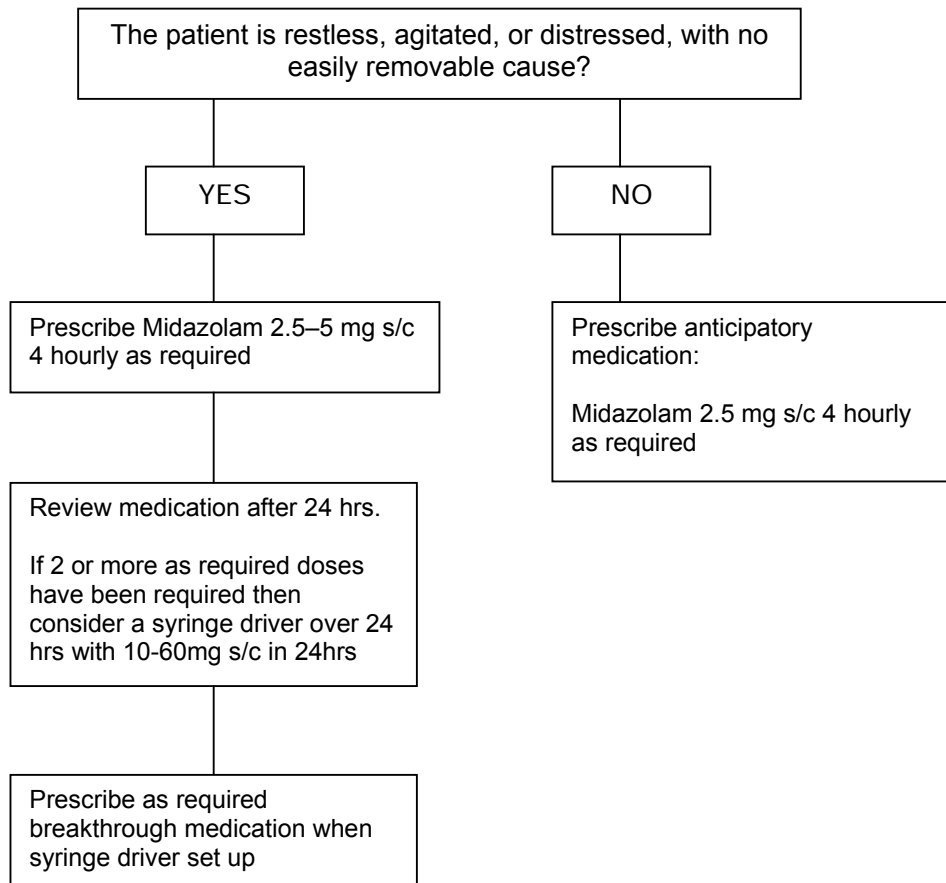 The patient is restless, agitated, or distressed, with no
easily removable cause?
YES
NO
Prescribe Midazolam 2.5–5 mg s/c
4 hourly as required
Prescribe anticipatory
medication:
Midazolam 2.5 mg s/c 4 hourly
as required
Review medication after 24 hrs.
If 2 or more as required doses
have been required then
consider a syringe driver over 24
hrs with 10-60mg s/c in 24hrs
Prescribe as required
breakthrough medication when
syringe driver set up